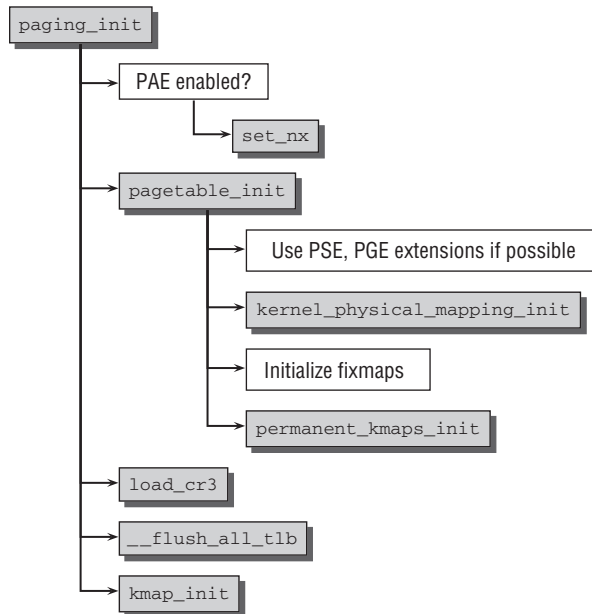 paging_init
PAE enabled?
set_nx
pagetable_init
Use PSE, PGE extensions if possible
kernel_physical_mapping_init
Initialize fixmaps
permanent_kmaps_init
load_cr3
__flush_all_tlb
kmap_init